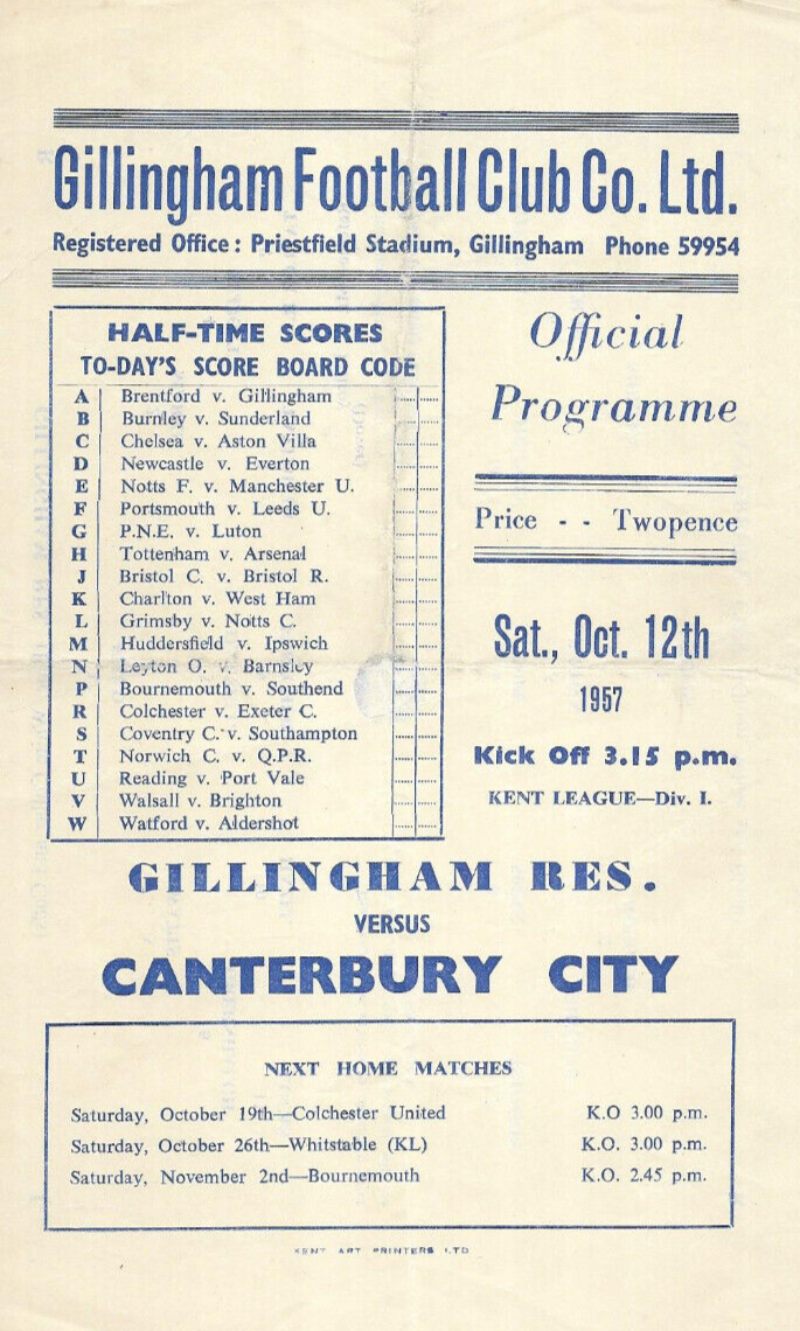 Gillingham Football Club Co. Ltd.
Registered Office: Priestfield Stadium, Gillingham Phone 59954
HALF-TIME SCORES
TO-DAY'S SCORE BOARD CODE
A Brentford v. Gillingham
B Burnley v. Sunderland
C Chelsea v. Aston Villa
D Newcastle v. Everton
E Notts F. v. Manchester U.
F Portsmouth v. Leeds U.
G P.N.E. v. Luton
H Tottenham v. Arsenal
J Bristol C. v. Bristol R.
K Charlton v. West Ham
L Grimsby v. Notts C.
M Huddersfield v. Ipswich
N Leyton O. v. Barnsley
P Bournemouth v. Southend
R Colchester v. Exeter C.
S Coventry C. v. Southampton
T Norwich C. v. Q.P.R.
U Reading v. Port Vale
V Walsall v. Brighton
W Watford v. Aldershot
Official
Programme
Price - - Twopence
Sat., Oct. 12th
1957
Kick Off 3.15 p.m.
KENT LEAGUE—Div. I.
GILLINGHAM RES.
VERSUS
CANTERBURY CITY
NEXT HOME MATCHES
Saturday, October 19th—Colchester United K.O 3.00 p.m.
Saturday, October 26th—Whitstable (KL) K.O. 3.00 p.m.
Saturday, November 2nd—Bournemouth K.O. 2.45 p.m.
KENT ART PRINTERS LTD